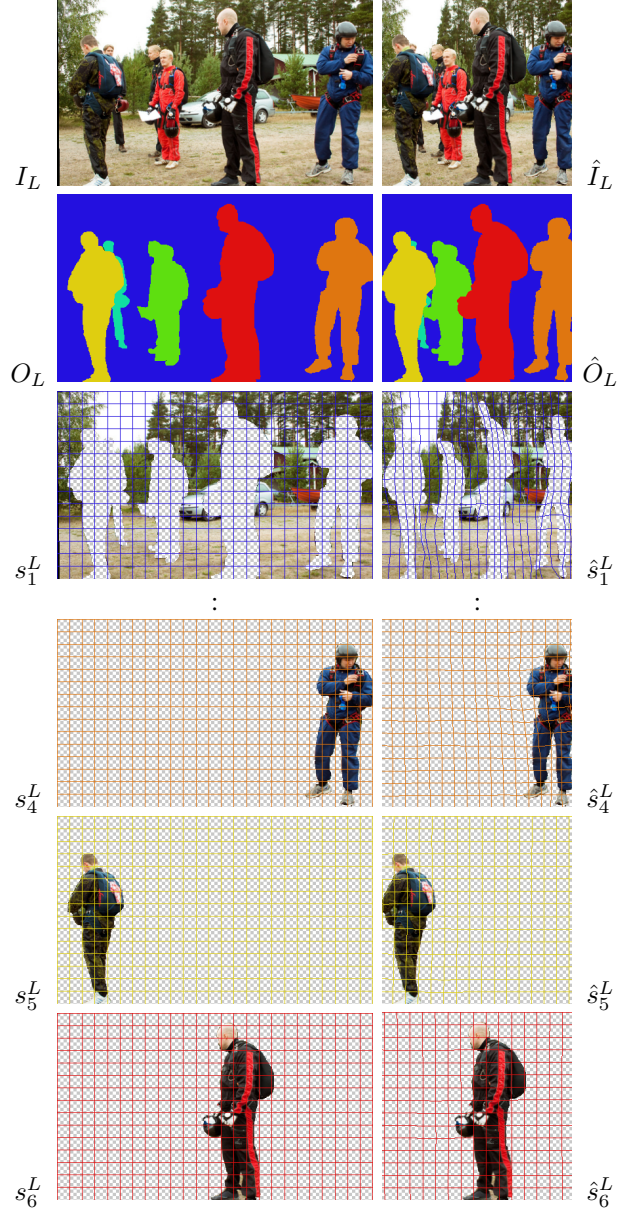 I_L Î_L
O_L Ô_L
s_1^L ŝ_1^L
: :
s_4^L ŝ_4^L
s_5^L ŝ_5^L
s_6^L ŝ_6^L